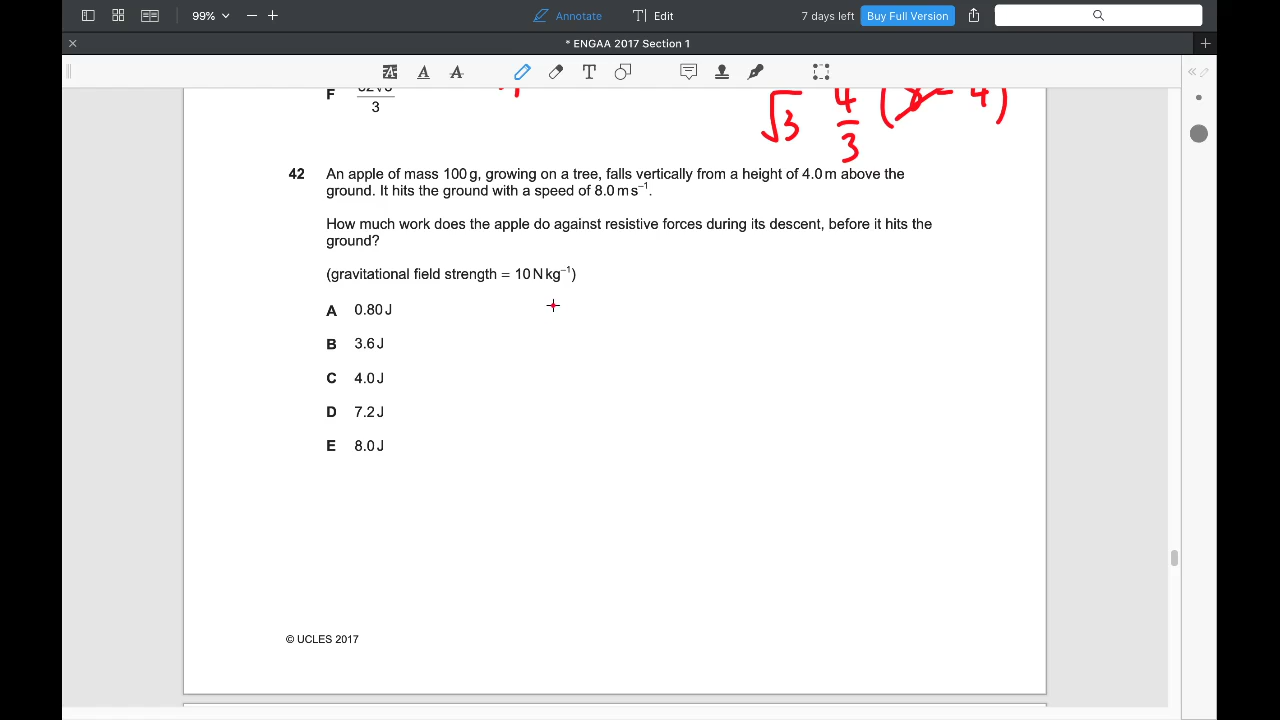 99%
Annotate
Edit
7 days left
Buy Full Version
* ENGAA 2017 Section 1
F
3
√3 4/3 ( - 4)
42 An apple of mass 100 g, growing on a tree, falls vertically from a height of 4.0 m above the
ground. It hits the ground with a speed of 8.0 m s⁻¹.
How much work does the apple do against resistive forces during its descent, before it hits the
ground?
(gravitational field strength = 10 N kg⁻¹)
A 0.80 J
B 3.6 J
C 4.0 J
D 7.2 J
E 8.0 J
© UCLES 2017